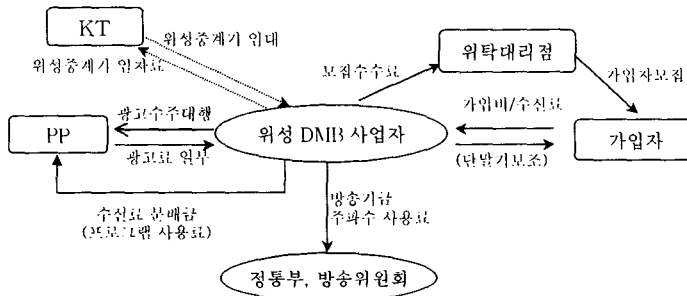 KT
위성중계기 임대
위성중계기 임차료
위탁대리점
모집수수료
가입자모집
광고수주대행
PP
광고료 일부
위성 DMB 사업자
가입비/수신료
(단말기보조)
가입자
수신료 분배금
(프로그램 사용료)
방송기금
주파수 사용료
정통부, 방송위원회